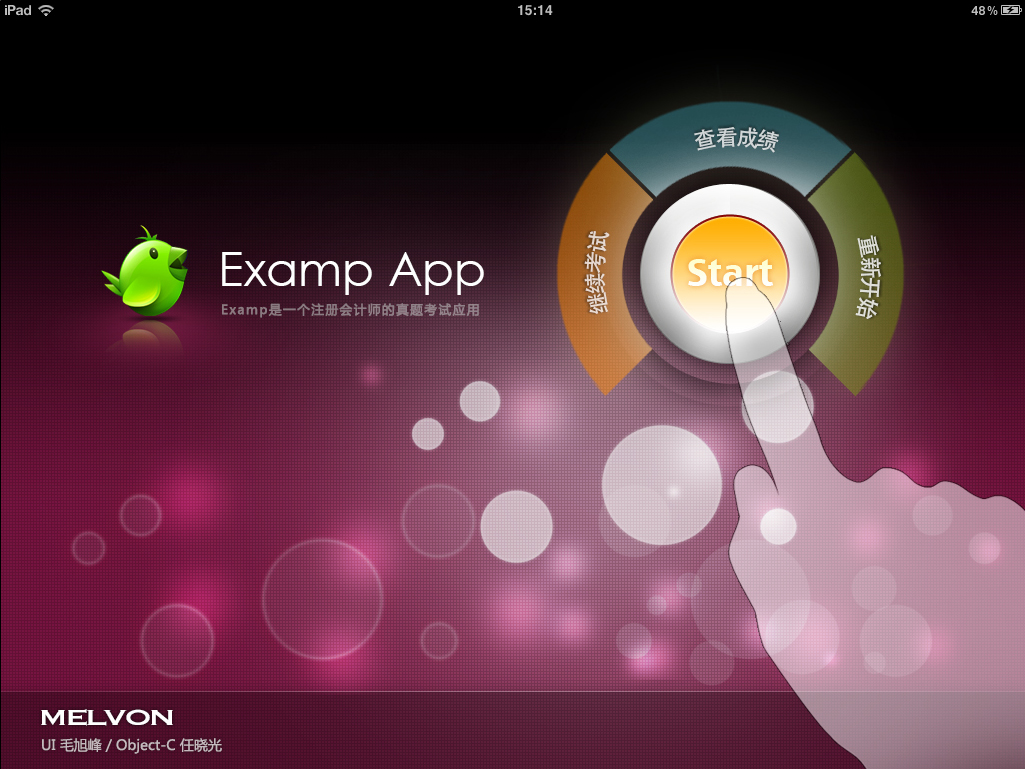 iPad 15:14 48%
查看成绩
继续考试
重新开始
Start
Examp App
Examp是一个注册会计师的真题考试应用
MELVON
UI 毛旭峰 / Object-C 任晓光